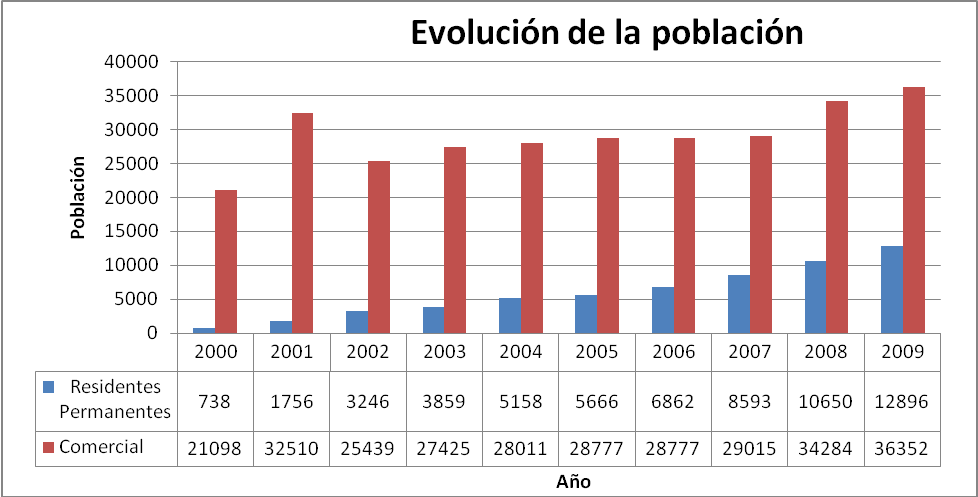 Evolución de la población
40000
35000
30000
25000
20000
15000
10000
5000
0
Población
2000 2001 2002 2003 2004 2005 2006 2007 2008 2009
Residentes
Permanentes
738 1756 3246 3859 5158 5666 6862 8593 10650 12896
Comercial 21098 32510 25439 27425 28011 28777 28777 29015 34284 36352
Año